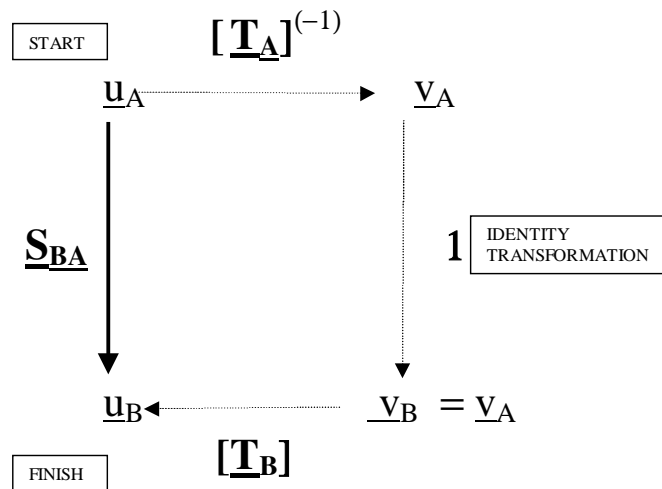 START
[T_A]^(-1)
u_A v_A
S_BA
1
IDENTITY
TRANSFORMATION
u_B v_B = v_A
[T_B]
FINISH